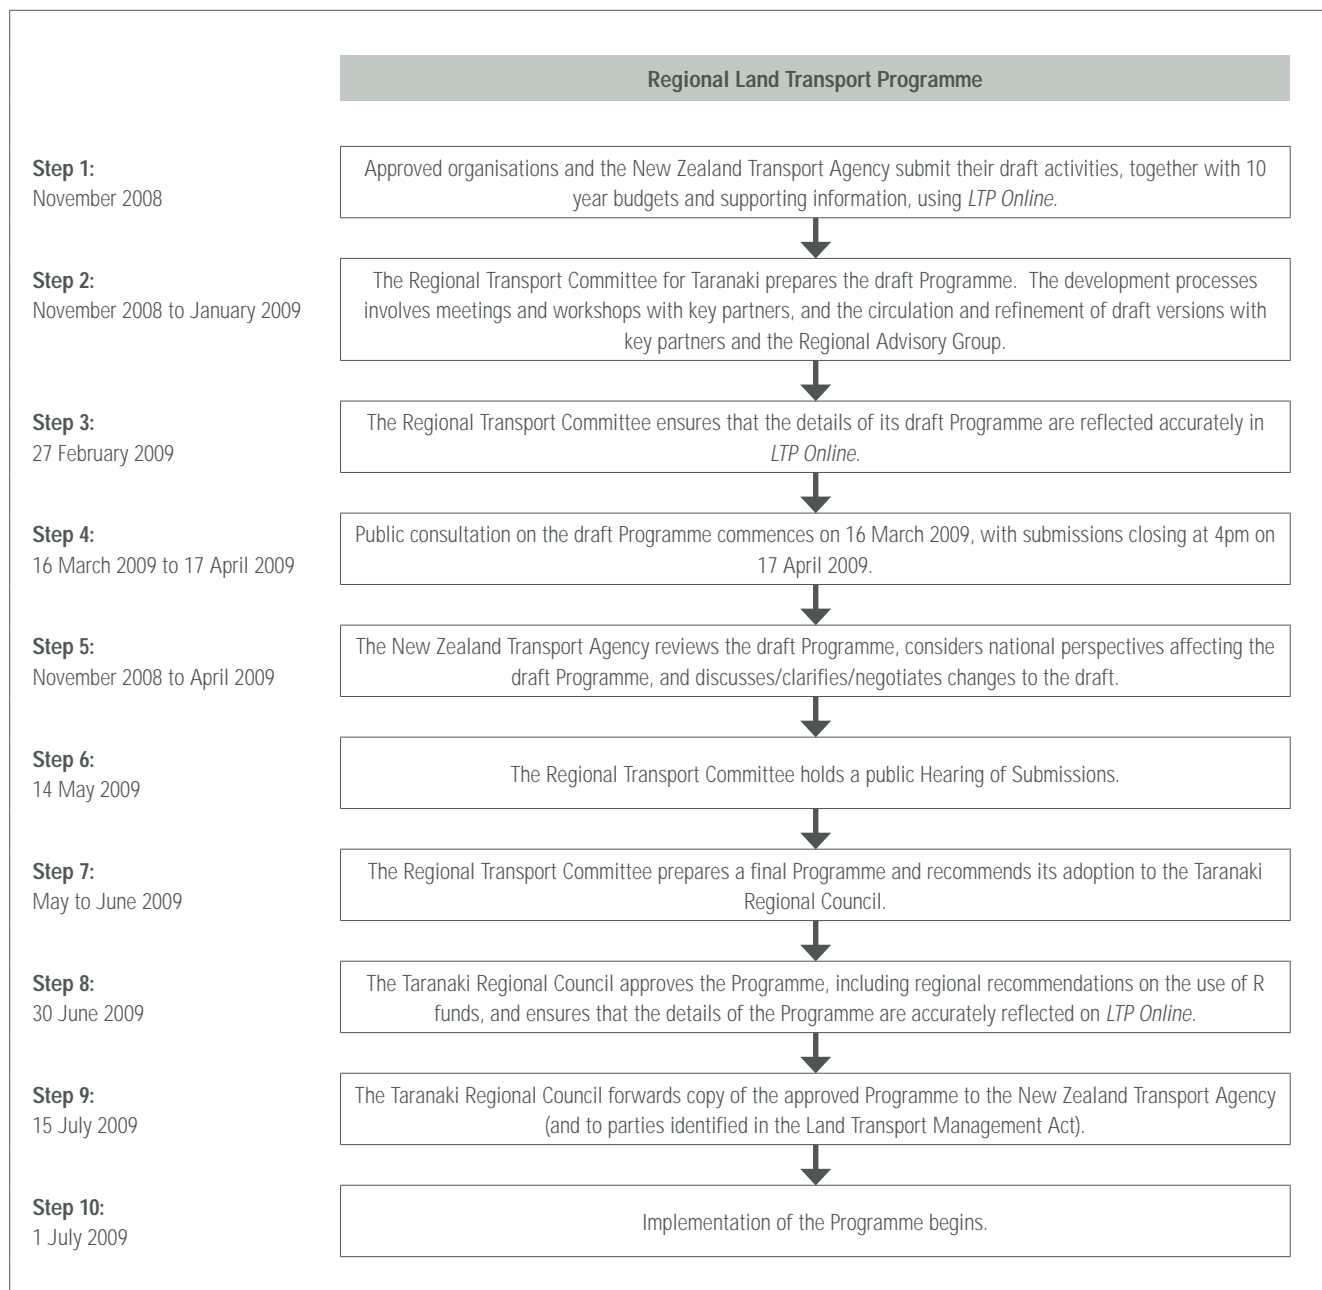 Regional Land Transport Programme
Step 1:
November 2008
Approved organisations and the New Zealand Transport Agency submit their draft activities, together with 10
year budgets and supporting information, using LTP Online.
Step 2:
November 2008 to January 2009
The Regional Transport Committee for Taranaki prepares the draft Programme. The development processes
involves meetings and workshops with key partners, and the circulation and refinement of draft versions with
key partners and the Regional Advisory Group.
Step 3:
27 February 2009
The Regional Transport Committee ensures that the details of its draft Programme are reflected accurately in
LTP Online.
Step 4:
16 March 2009 to 17 April 2009
Public consultation on the draft Programme commences on 16 March 2009, with submissions closing at 4pm on
17 April 2009.
Step 5:
November 2008 to April 2009
The New Zealand Transport Agency reviews the draft Programme, considers national perspectives affecting the
draft Programme, and discusses/clarifies/negotiates changes to the draft.
Step 6:
14 May 2009
The Regional Transport Committee holds a public Hearing of Submissions.
Step 7:
May to June 2009
The Regional Transport Committee prepares a final Programme and recommends its adoption to the Taranaki
Regional Council.
Step 8:
30 June 2009
The Taranaki Regional Council approves the Programme, including regional recommendations on the use of R
funds, and ensures that the details of the Programme are accurately reflected on LTP Online.
Step 9:
15 July 2009
The Taranaki Regional Council forwards copy of the approved Programme to the New Zealand Transport Agency
(and to parties identified in the Land Transport Management Act).
Step 10:
1 July 2009
Implementation of the Programme begins.